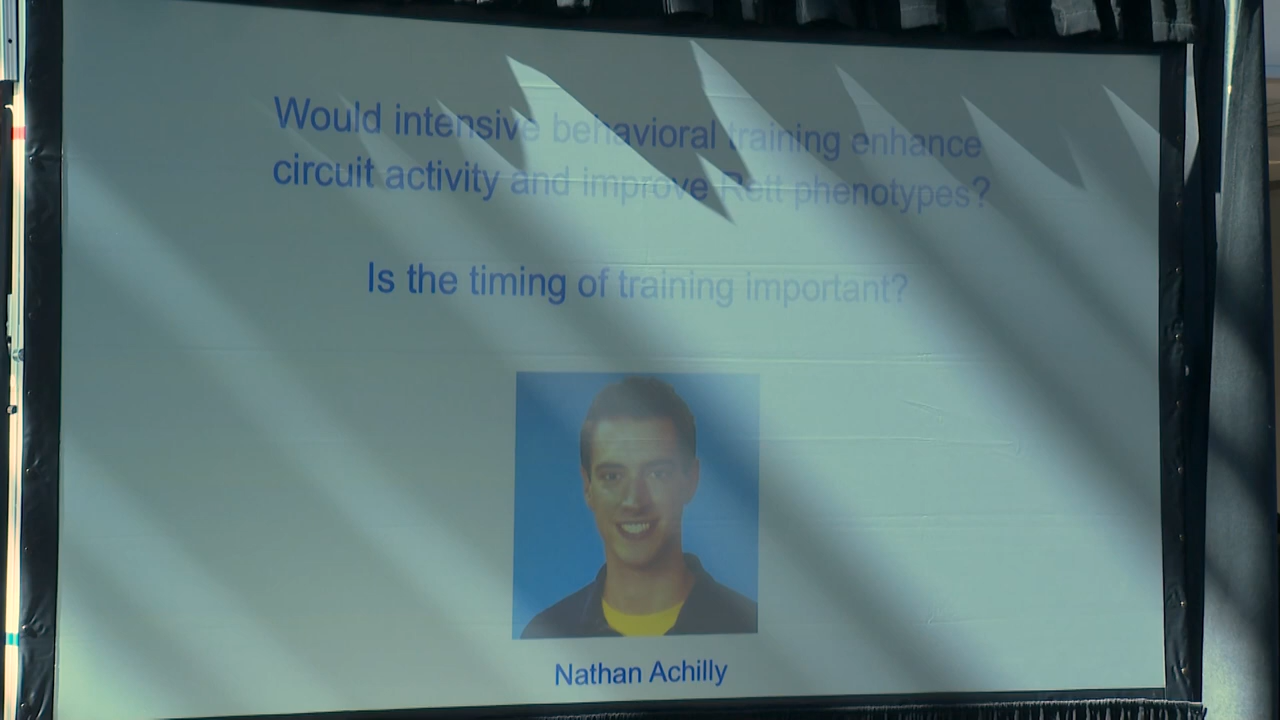 Would intensive behavioral training enhance
circuit activity and improve Rett phenotypes?
Is the timing of training important?
Nathan Achilly